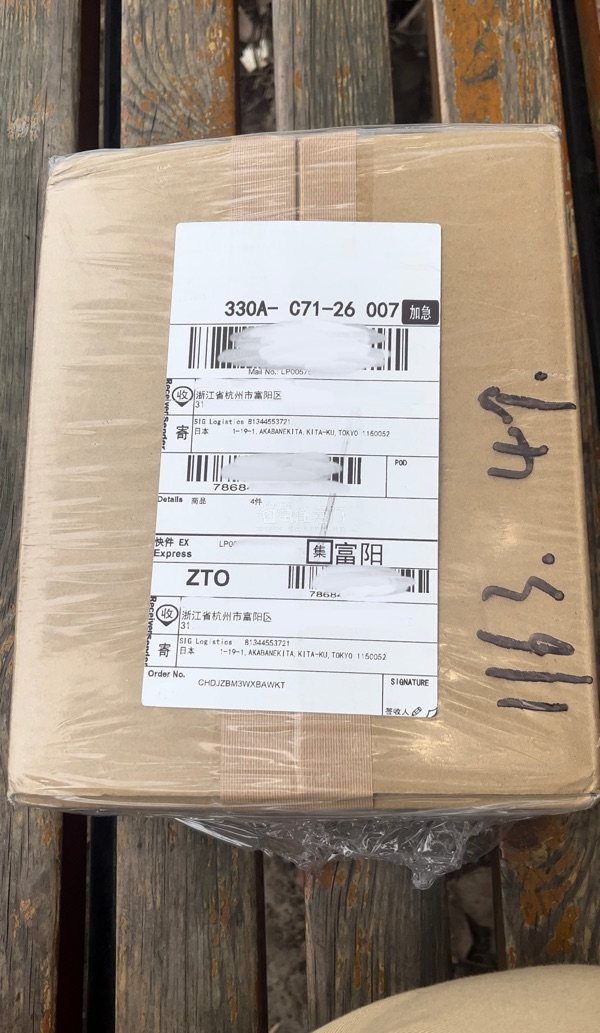 330A- C71-26 007 加急
Mail No.: LP0057
Receiver
收 浙江省杭州市富阳区
31
Sender
寄 SIG Logistics 81344553721
日本 1-19-1, AKABANEKITA, KITA-KU, TOKYO 1150052
POD
7868
Details 商品 4件
快件 EX
Express
LP00
集 富阳
ZTO
7868
Receiver
收 浙江省杭州市富阳区
31
Sender
寄 SIG Logistics 81344553721
日本 1-19-1, AKABANEKITA, KITA-KU, TOKYO 1150052
Order No. CHDJZBM3WXBAWKT
SIGNATURE
签收人
1163.